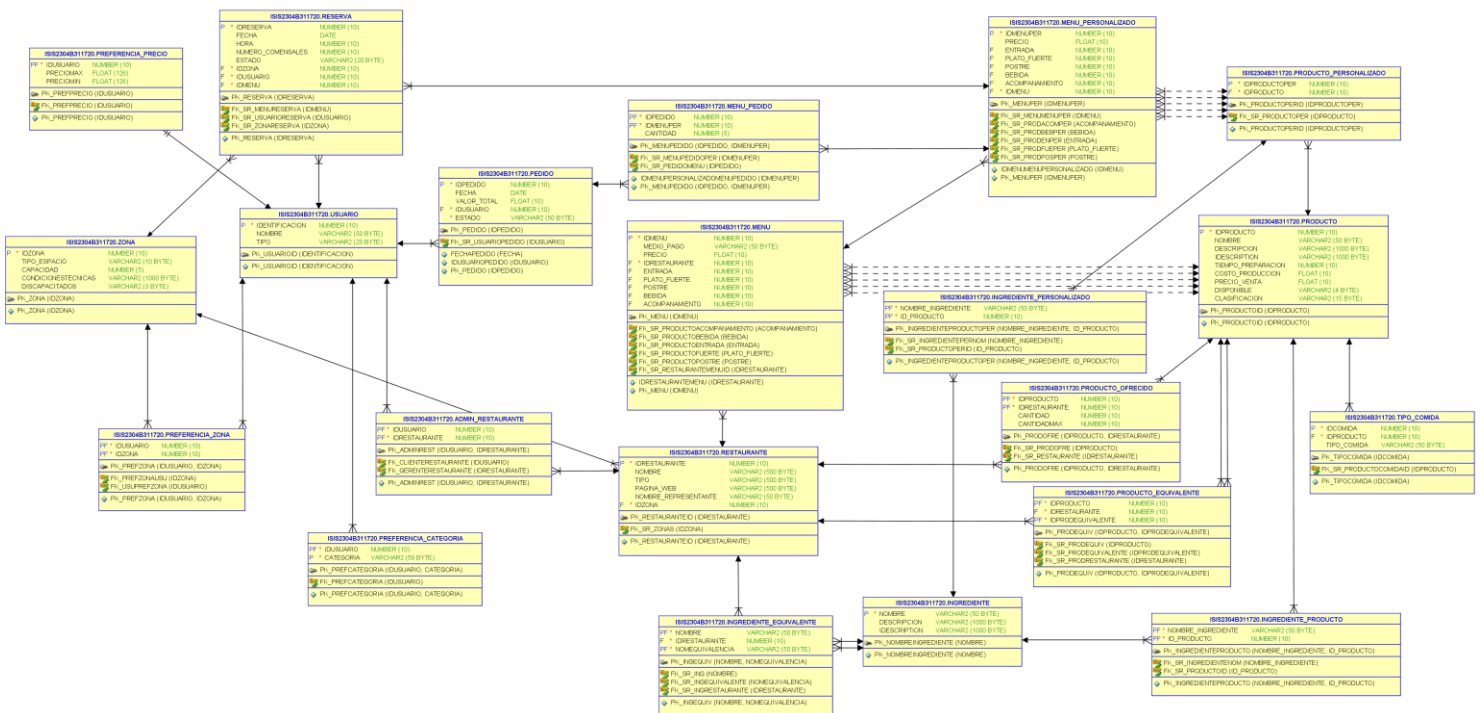 ISIS2304B311720.RESERVA
P * IDRESERVA NUMBER (10)
FECHA DATE
HORA NUMBER (10)
NUMERO_COMENSALES NUMBER (10)
ESTADO VARCHAR2 (20 BYTE)
F * IDZONA NUMBER (10)
F * IDUSUARIO NUMBER (10)
F * IDMENU NUMBER (10)
PK_RESERVA (IDRESERVA)
FK_SR_MENURESERVA (IDMENU)
FK_SR_USUARIORESERVA (IDUSUARIO)
FK_SR_ZONARESERVA (IDZONA)
PK_RESERVA (IDRESERVA)
ISIS2304B311720.PREFERENCIA_PRECIO
PF * IDUSUARIO NUMBER (10)
PRECIOMAX FLOAT (126)
PRECIOMIN FLOAT (126)
PK_PREFPRECIO (IDUSUARIO)
FK_PREFPRECIO (IDUSUARIO)
PK_PREFPRECIO (IDUSUARIO)
ISIS2304B311720.MENU_PERSONALIZADO
P * IDMENUPER NUMBER (10)
PRECIO FLOAT (10)
F ENTRADA NUMBER (10)
F PLATO_FUERTE NUMBER (10)
F POSTRE NUMBER (10)
F BEBIDA NUMBER (10)
F ACOMPANAMIENTO NUMBER (10)
F * IDMENU NUMBER (10)
PK_MENUPER (IDMENUPER)
FK_SR_MENUMENUPER (IDMENU)
FK_SR_PRODACOMPER (ACOMPANAMIENTO)
FK_SR_PRODBEBPER (BEBIDA)
FK_SR_PRODENPER (ENTRADA)
FK_SR_PRODFUEPER (PLATO_FUERTE)
FK_SR_PRODPOSPER (POSTRE)
IDMENUMENUPERSONALIZADO (IDMENU)
PK_MENUPER (IDMENUPER)
ISIS2304B311720.PRODUCTO_PERSONALIZADO
P * IDPRODUCTOPER NUMBER (10)
F * IDPRODUCTO NUMBER (10)
PK_PRODUCTOPERID (IDPRODUCTOPER)
FK_SR_PRODUCTOPER (IDPRODUCTO)
PK_PRODUCTOPERID (IDPRODUCTOPER)
ISIS2304B311720.MENU_PEDIDO
PF * IDPEDIDO NUMBER (10)
PF * IDMENUPER NUMBER (10)
CANTIDAD NUMBER (5)
PK_MENUPEDIDO (IDPEDIDO, IDMENUPER)
FK_SR_MENUPEDIDOPER (IDMENUPER)
FK_SR_PEDIDOMENU (IDPEDIDO)
IDMENUPERSONALIZADOMENUPEDIDO (IDMENUPER)
PK_MENUPEDIDO (IDPEDIDO, IDMENUPER)
ISIS2304B311720.PEDIDO
P * IDPEDIDO NUMBER (10)
FECHA DATE
VALOR_TOTAL FLOAT (10)
F * IDUSUARIO NUMBER (10)
* ESTADO VARCHAR2 (50 BYTE)
PK_PEDIDO (IDPEDIDO)
FK_SR_USUARIOPEDIDO (IDUSUARIO)
FECHAPEDIDO (FECHA)
IDUSUARIOPEDIDO (IDUSUARIO)
PK_PEDIDO (IDPEDIDO)
ISIS2304B311720.USUARIO
P * IDENTIFICACION NUMBER (10)
NOMBRE VARCHAR2 (50 BYTE)
TIPO VARCHAR2 (20 BYTE)
PK_USUARIOID (IDENTIFICACION)
PK_USUARIOID (IDENTIFICACION)
ISIS2304B311720.ZONA
P * IDZONA NUMBER (10)
TIPO_ESPACIO VARCHAR2 (10 BYTE)
CAPACIDAD NUMBER (5)
CONDICIONESTECNICAS VARCHAR2 (1000 BYTE)
DISCAPACITADOS VARCHAR2 (3 BYTE)
PK_ZONA (IDZONA)
PK_ZONA (IDZONA)
ISIS2304B311720.MENU
P * IDMENU NUMBER (10)
MEDIO_PAGO VARCHAR2 (50 BYTE)
PRECIO FLOAT (10)
F * IDRESTAURANTE NUMBER (10)
F ENTRADA NUMBER (10)
F PLATO_FUERTE NUMBER (10)
F POSTRE NUMBER (10)
F BEBIDA NUMBER (10)
F ACOMPANAMIENTO NUMBER (10)
PK_MENU (IDMENU)
FK_SR_PRODUCTOACOMPANAMIENTO (ACOMPANAMIENTO)
FK_SR_PRODUCTOBEBIDA (BEBIDA)
FK_SR_PRODUCTOENTRADA (ENTRADA)
FK_SR_PRODUCTOFUERTE (PLATO_FUERTE)
FK_SR_PRODUCTOPOSTRE (POSTRE)
FK_SR_RESTAURANTEMENUID (IDRESTAURANTE)
IDRESTAURANTEMENU (IDRESTAURANTE)
PK_MENU (IDMENU)
ISIS2304B311720.PRODUCTO
P * IDPRODUCTO NUMBER (10)
NOMBRE VARCHAR2 (50 BYTE)
DESCRIPCION VARCHAR2 (1000 BYTE)
IDESCRIPTION VARCHAR2 (1000 BYTE)
TIEMPO_PREPARACION NUMBER (10)
COSTO_PRODUCCION FLOAT (10)
PRECIO_VENTA FLOAT (10)
DISPONIBLE VARCHAR2 (4 BYTE)
CLASIFICACION VARCHAR2 (15 BYTE)
PK_PRODUCTOID (IDPRODUCTO)
PK_PRODUCTOID (IDPRODUCTO)
ISIS2304B311720.INGREDIENTE_PERSONALIZADO
PF * NOMBRE_INGREDIENTE VARCHAR2 (50 BYTE)
PF * ID_PRODUCTO NUMBER (10)
PK_INGREDIENTEPRODUCTOPER (NOMBRE_INGREDIENTE, ID_PRODUCTO)
FK_SR_INGREDIENTEPERNOM (NOMBRE_INGREDIENTE)
FK_SR_PRODUCTOPERID (ID_PRODUCTO)
PK_INGREDIENTEPRODUCTOPER (NOMBRE_INGREDIENTE, ID_PRODUCTO)
ISIS2304B311720.PRODUCTO_OFRECIDO
PF * IDPRODUCTO NUMBER (10)
PF * IDRESTAURANTE NUMBER (10)
CANTIDAD NUMBER (10)
CANTIDADMAX NUMBER (10)
PK_PRODOFRE (IDPRODUCTO, IDRESTAURANTE)
FK_SR_PRODOFRE (IDPRODUCTO)
FK_SR_RESTAURANTE (IDRESTAURANTE)
PK_PRODOFRE (IDPRODUCTO, IDRESTAURANTE)
ISIS2304B311720.TIPO_COMIDA
P * IDCOMIDA NUMBER (10)
F * IDPRODUCTO NUMBER (10)
TIPO_COMIDA VARCHAR2 (50 BYTE)
PK_TIPOCOMIDA (IDCOMIDA)
FK_SR_PRODUCTOCOMIDAID (IDPRODUCTO)
PK_TIPOCOMIDA (IDCOMIDA)
ISIS2304B311720.ADMIN_RESTAURANTE
PF * IDUSUARIO NUMBER (10)
PF * IDRESTAURANTE NUMBER (10)
PK_ADMINREST (IDUSUARIO, IDRESTAURANTE)
FK_CLIENTERESTAURANTE (IDUSUARIO)
FK_GERENTERESTAURANTE (IDRESTAURANTE)
PK_ADMINREST (IDUSUARIO, IDRESTAURANTE)
ISIS2304B311720.PREFERENCIA_ZONA
PF * IDUSUARIO NUMBER (10)
PF * IDZONA NUMBER (10)
PK_PREFZONA (IDUSUARIO, IDZONA)
FK_PREFZONAUSU (IDZONA)
FK_USUPREFZONA (IDUSUARIO)
PK_PREFZONA (IDUSUARIO, IDZONA)
ISIS2304B311720.RESTAURANTE
P * IDRESTAURANTE NUMBER (10)
NOMBRE VARCHAR2 (500 BYTE)
TIPO VARCHAR2 (500 BYTE)
PAGINA_WEB VARCHAR2 (500 BYTE)
NOMBRE_REPRESENTANTE VARCHAR2 (50 BYTE)
F * IDZONA NUMBER (10)
PK_RESTAURANTEID (IDRESTAURANTE)
FK_SR_ZONAS (IDZONA)
PK_RESTAURANTEID (IDRESTAURANTE)
ISIS2304B311720.PRODUCTO_EQUIVALENTE
PF * IDPRODUCTO NUMBER (10)
F * IDRESTAURANTE NUMBER (10)
PF * IDPRODEQUIVALENTE NUMBER (10)
PK_PRODEQUIV (IDPRODUCTO, IDPRODEQUIVALENTE)
FK_SR_PRODEQUIV (IDPRODUCTO)
FK_SR_PRODEQUIVALENTE (IDPRODEQUIVALENTE)
FK_SR_PRODRESTAURANTE (IDRESTAURANTE)
PK_PRODEQUIV (IDPRODUCTO, IDPRODEQUIVALENTE)
ISIS2304B311720.PREFERENCIA_CATEGORIA
PF * IDUSUARIO NUMBER (10)
P * CATEGORIA VARCHAR2 (50 BYTE)
PK_PREFCATEGORIA (IDUSUARIO, CATEGORIA)
FK_PREFCATEGORIA (IDUSUARIO)
PK_PREFCATEGORIA (IDUSUARIO, CATEGORIA)
ISIS2304B311720.INGREDIENTE
P * NOMBRE VARCHAR2 (50 BYTE)
DESCRIPCION VARCHAR2 (1000 BYTE)
IDESCRIPTION VARCHAR2 (1000 BYTE)
PK_NOMBREINGREDIENTE (NOMBRE)
PK_NOMBREINGREDIENTE (NOMBRE)
ISIS2304B311720.INGREDIENTE_EQUIVALENTE
PF * NOMBRE VARCHAR2 (50 BYTE)
F * IDRESTAURANTE NUMBER (10)
PF * NOMEQUIVALENCIA VARCHAR2 (50 BYTE)
PK_INGEQUIV (NOMBRE, NOMEQUIVALENCIA)
FK_SR_ING (NOMBRE)
FK_SR_INGEQUIVALENTE (NOMEQUIVALENCIA)
FK_SR_INGRESTAURANTE (IDRESTAURANTE)
PK_INGEQUIV (NOMBRE, NOMEQUIVALENCIA)
ISIS2304B311720.INGREDIENTE_PRODUCTO
PF * NOMBRE_INGREDIENTE VARCHAR2 (50 BYTE)
PF * ID_PRODUCTO NUMBER (10)
PK_INGREDIENTEPRODUCTO (NOMBRE_INGREDIENTE, ID_PRODUCTO)
FK_SR_INGREDIENTENOM (NOMBRE_INGREDIENTE)
FK_SR_PRODUCTOID (ID_PRODUCTO)
PK_INGREDIENTEPRODUCTO (NOMBRE_INGREDIENTE, ID_PRODUCTO)